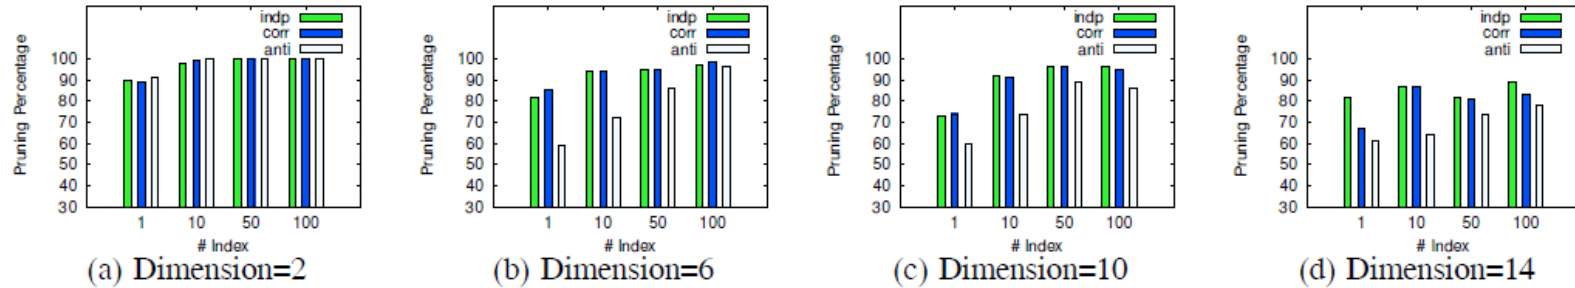 indp
corr
anti
Pruning Percentage
100
90
80
70
60
50
40
30
1 10 50 100
# Index
(a) Dimension=2
indp
corr
anti
Pruning Percentage
100
90
80
70
60
50
40
30
1 10 50 100
# Index
(b) Dimension=6
indp
corr
anti
Pruning Percentage
100
90
80
70
60
50
40
30
1 10 50 100
# Index
(c) Dimension=10
indp
corr
anti
Pruning Percentage
100
90
80
70
60
50
40
30
1 10 50 100
# Index
(d) Dimension=14